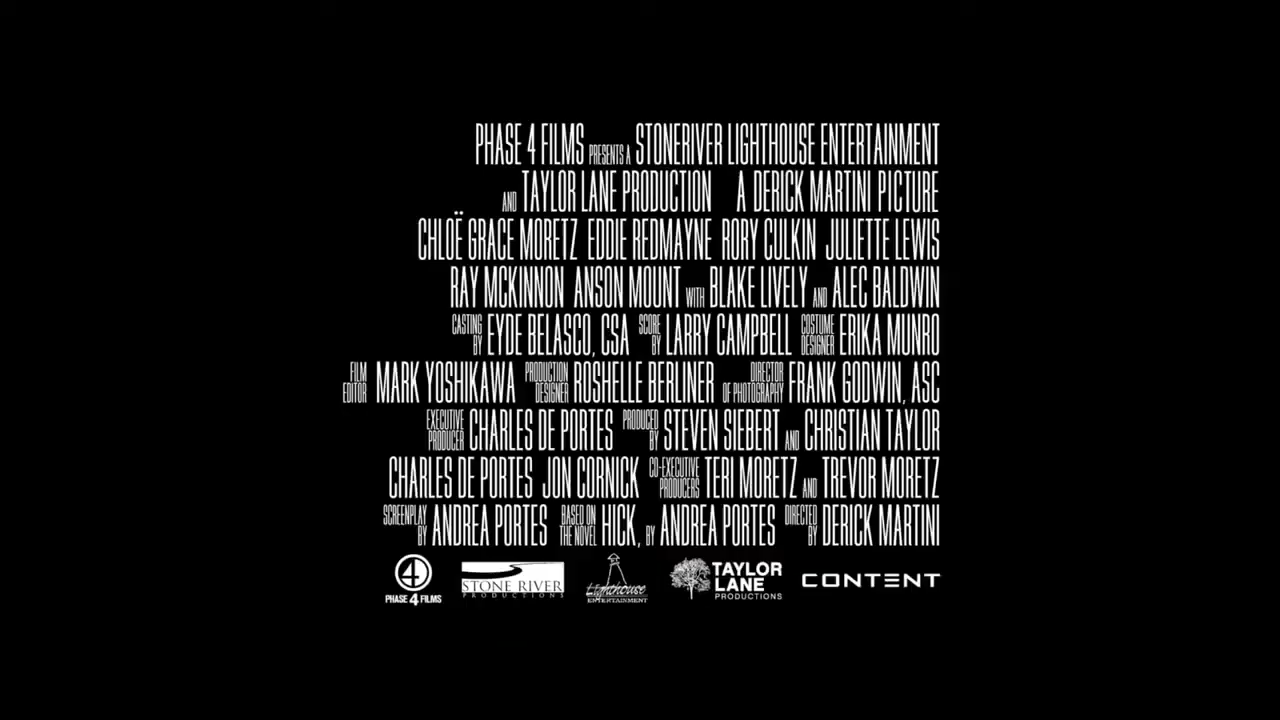 PHASE 4 FILMS PRESENTS A STONERIVER LIGHTHOUSE ENTERTAINMENT
AND TAYLOR LANE PRODUCTION A DERICK MARTINI PICTURE
CHLOË GRACE MORETZ EDDIE REDMAYNE RORY CULKIN JULIETTE LEWIS
RAY MCKINNON ANSON MOUNT WITH BLAKE LIVELY AND ALEC BALDWIN
CASTING BY EYDE BELASCO, CSA SCORE BY LARRY CAMPBELL COSTUME DESIGNER ERIKA MUNRO
FILM EDITOR MARK YOSHIKAWA PRODUCTION DESIGNER ROSHELLE BERLINER DIRECTOR OF PHOTOGRAPHY FRANK GODWIN, ASC
EXECUTIVE PRODUCER CHARLES DE PORTES PRODUCED BY STEVEN SIEBERT AND CHRISTIAN TAYLOR
CHARLES DE PORTES JON CORNICK CO-EXECUTIVE PRODUCERS TERI MORETZ AND TREVOR MORETZ
SCREENPLAY BY ANDREA PORTES BASED ON THE NOVEL HICK, BY ANDREA PORTES DIRECTED BY DERICK MARTINI
4
PHASE 4 FILMS
STONE RIVER
PRODUCTIONS
Lighthouse
ENTERTAINMENT
TAYLOR
LANE
PRODUCTIONS
CONTENT